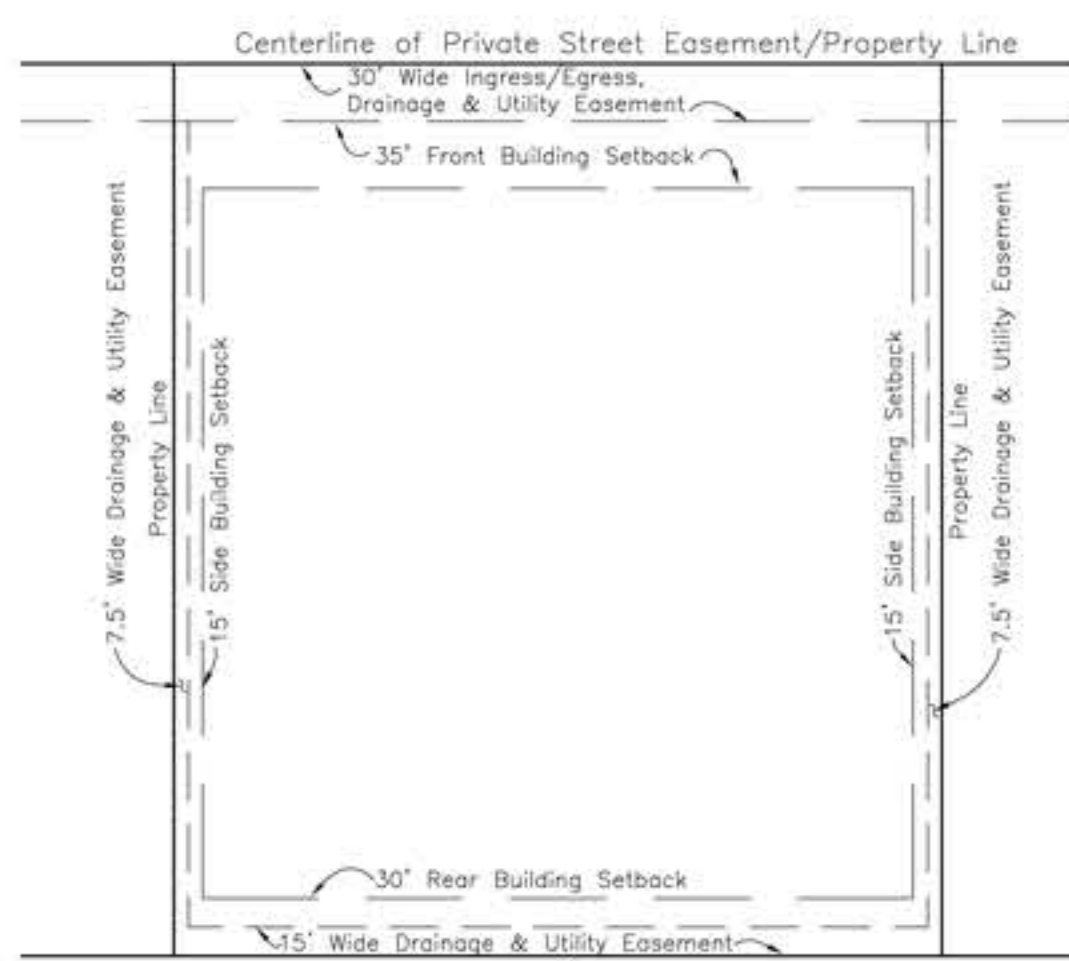 Centerline of Private Street Easement/Property Line
30' Wide Ingress/Egress,
Drainage & Utility Easement
35' Front Building Setback
7.5' Wide Drainage & Utility Easement
Property Line
15' Side Building Setback
15' Side Building Setback
Property Line
7.5' Wide Drainage & Utility Easement
30' Rear Building Setback
15' Wide Drainage & Utility Easement